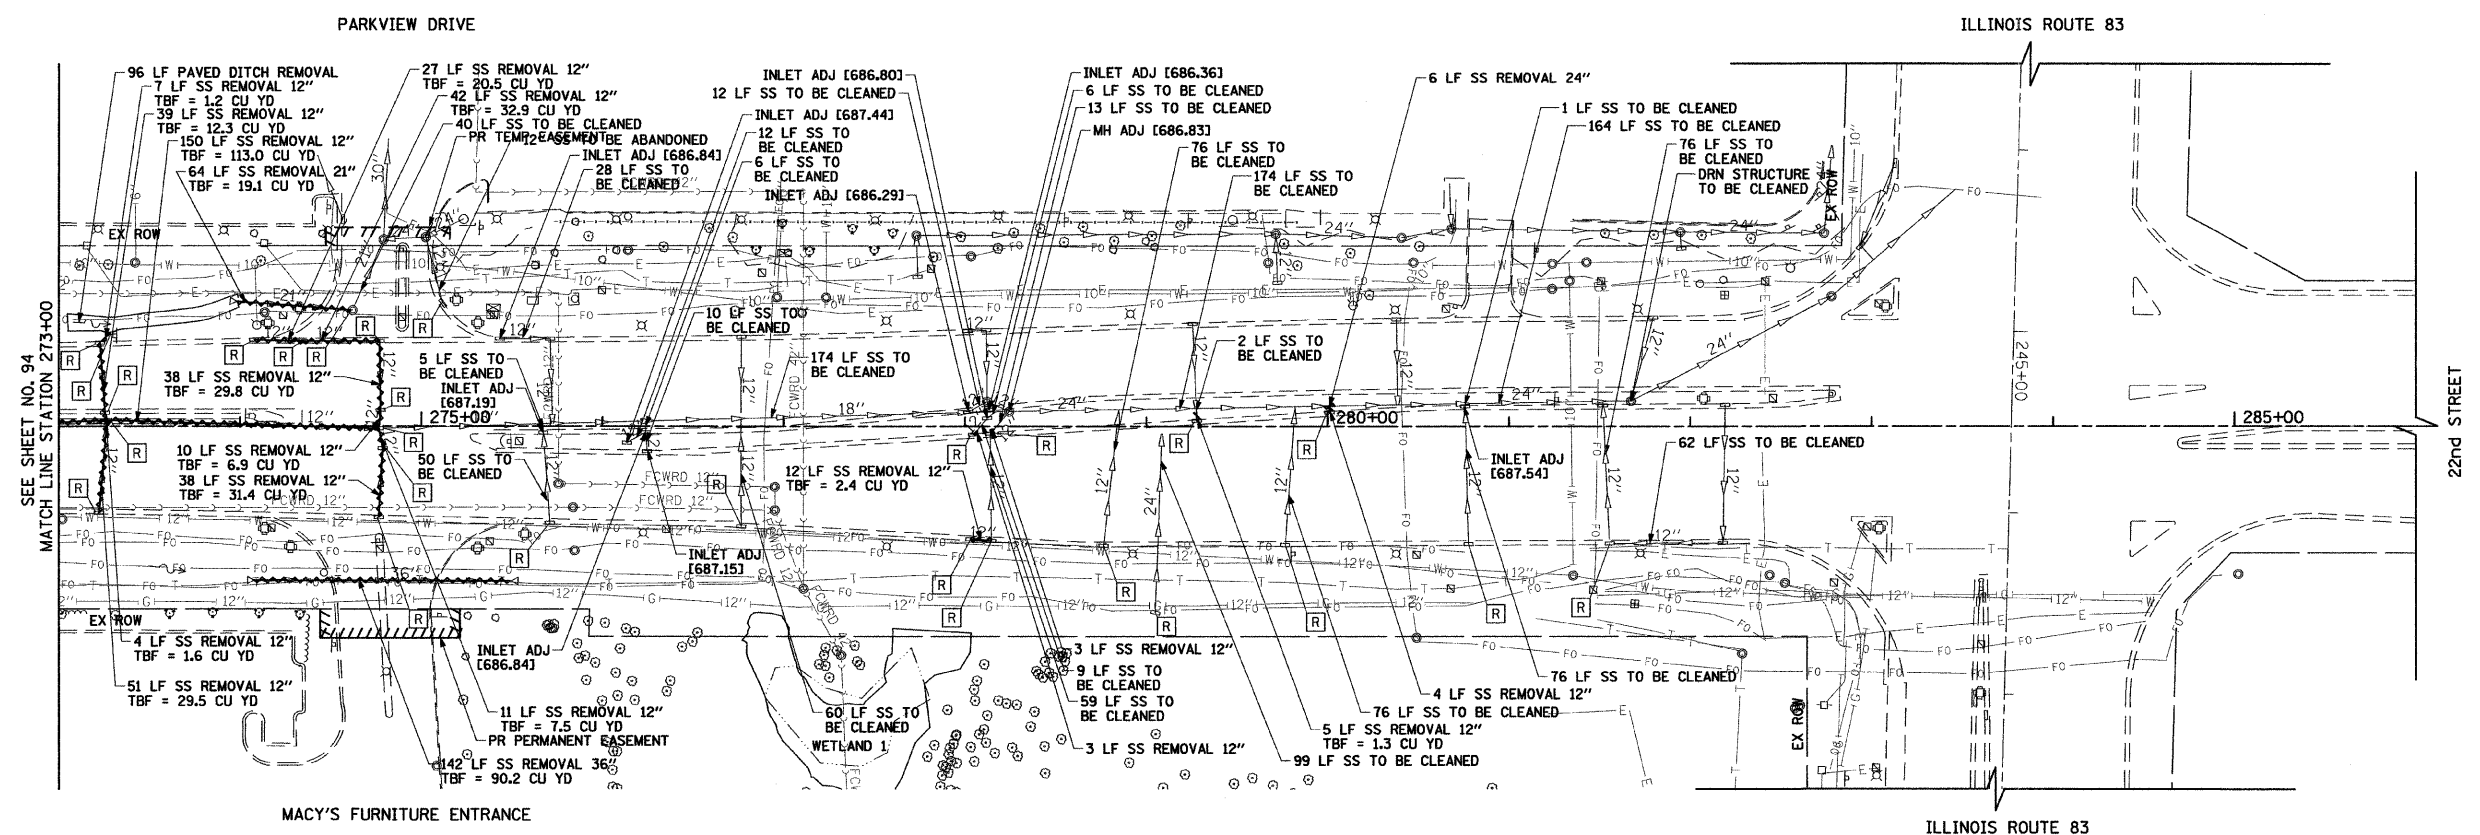 PARKVIEW DRIVE
ILLINOIS ROUTE 83
96 LF PAVED DITCH REMOVAL
7 LF SS REMOVAL 12"
TBF = 1.2 CU YD
39 LF SS REMOVAL 12"
TBF = 12.3 CU YD
150 LF SS REMOVAL 12"
TBF = 113.0 CU YD
64 LF SS REMOVAL 21"
TBF = 19.1 CU YD
27 LF SS REMOVAL 12"
TBF = 20.5 CU YD
42 LF SS REMOVAL 12"
TBF = 32.9 CU YD
40 LF SS TO BE CLEANED
PR TEMP EASEMENT
12" SS TO BE ABANDONED
INLET ADJ [686.84]
28 LF SS TO
BE CLEANED
INLET ADJ [686.80]
12 LF SS TO BE CLEANED
INLET ADJ [687.44]
12 LF SS TO
BE CLEANED
6 LF SS TO
BE CLEANED
INLET ADJ [686.29]
INLET ADJ [686.36]
6 LF SS TO BE CLEANED
13 LF SS TO BE CLEANED
MH ADJ [686.83]
76 LF SS TO
BE CLEANED
174 LF SS TO
BE CLEANED
6 LF SS REMOVAL 24"
1 LF SS TO BE CLEANED
164 LF SS TO BE CLEANED
76 LF SS TO
BE CLEANED
DRN STRUCTURE
TO BE CLEANED
EX ROW
EX ROW
SEE SHEET NO. 94
MATCH LINE STATION 273+00
10 LF SS TO
BE CLEANED
5 LF SS TO
BE CLEANED
INLET ADJ
[687.19]
174 LF SS TO
BE CLEANED
2 LF SS TO
BE CLEANED
38 LF SS REMOVAL 12"
TBF = 29.8 CU YD
275+00
18"
24"
280+00
24"
245+00
285+00
22nd STREET
10 LF SS REMOVAL 12"
TBF = 6.9 CU YD
38 LF SS REMOVAL 12"
TBF = 31.4 CU YD
50 LF SS TO
BE CLEANED
FCWRD 12"
12 LF SS REMOVAL 12"
TBF = 2.4 CU YD
INLET ADJ
[687.54]
62 LF SS TO BE CLEANED
INLET ADJ
[687.15]
36"
EX ROW
4 LF SS REMOVAL 12"
TBF = 1.6 CU YD
51 LF SS REMOVAL 12"
TBF = 29.5 CU YD
INLET ADJ
[686.84]
11 LF SS REMOVAL 12"
TBF = 7.5 CU YD
PR PERMANENT EASEMENT
142 LF SS REMOVAL 36"
TBF = 90.2 CU YD
60 LF SS TO
BE CLEANED
WETLAND 1
3 LF SS REMOVAL 12"
9 LF SS TO
BE CLEANED
59 LF SS TO
BE CLEANED
3 LF SS REMOVAL 12"
76 LF SS TO BE CLEANED
4 LF SS REMOVAL 12"
76 LF SS TO BE CLEANED
5 LF SS REMOVAL 12"
TBF = 1.3 CU YD
99 LF SS TO BE CLEANED
EX ROW
MACY'S FURNITURE ENTRANCE
ILLINOIS ROUTE 83